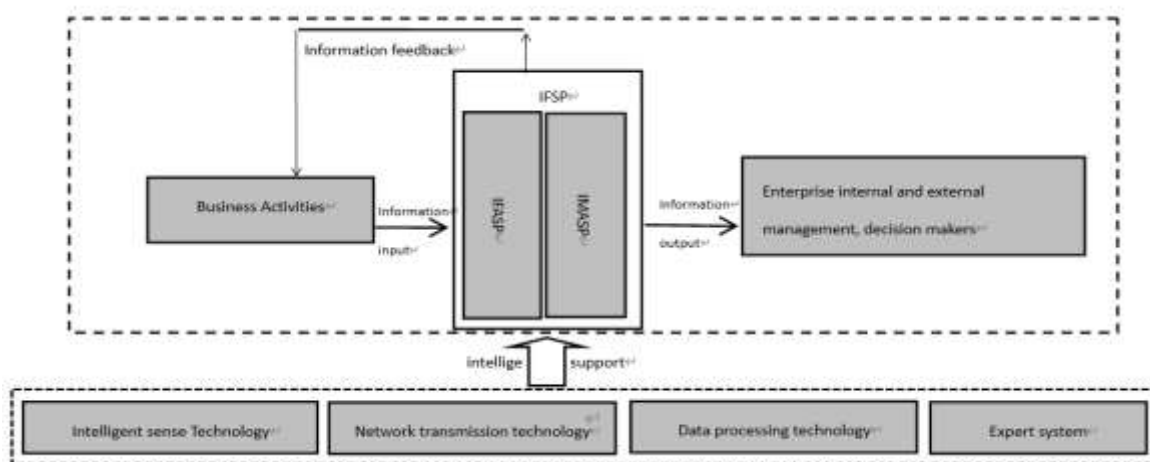 Information feedback
IFSP
IFASP
IMASP
Business Activities
Information
input
Information
output
Enterprise internal and external
management, decision makers
intellige
support
Intelligent sense Technology
Network transmission technology
Data processing technology
Expert system